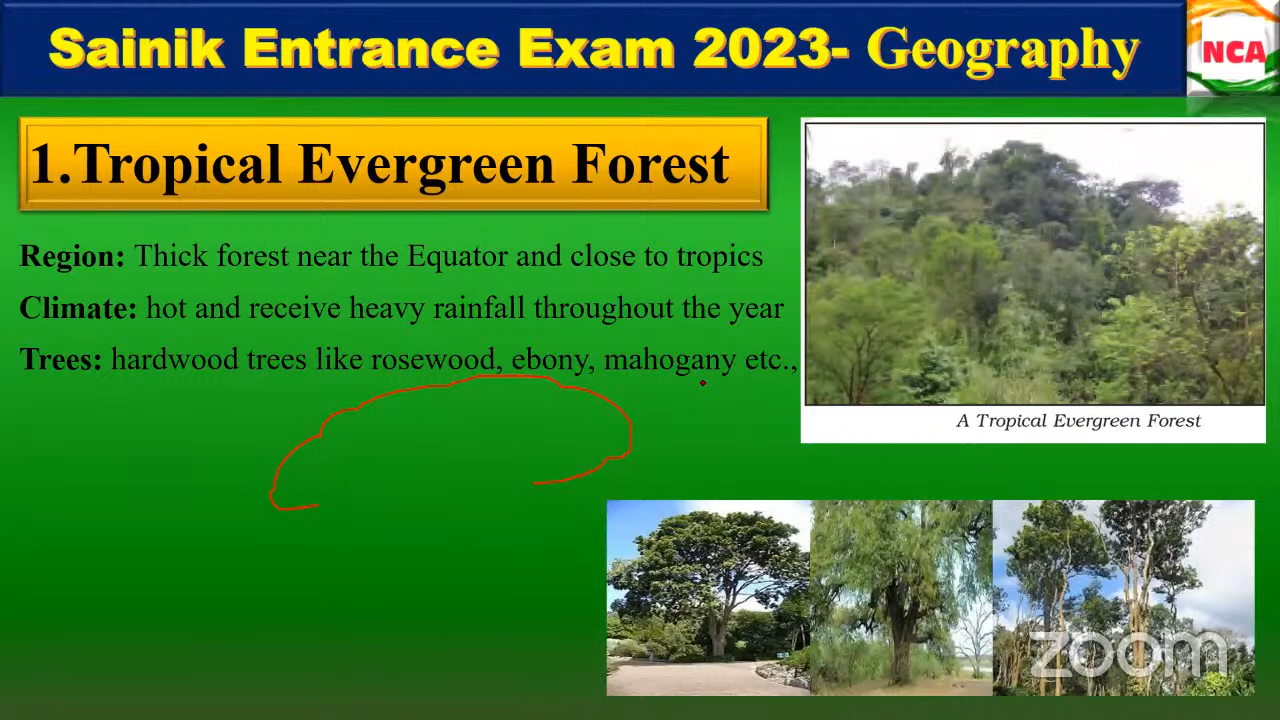 Sainik Entrance Exam 2023- Geography
NCA
1.Tropical Evergreen Forest
Region: Thick forest near the Equator and close to tropics
Climate: hot and receive heavy rainfall throughout the year
Trees: hardwood trees like rosewood, ebony, mahogany etc.,
A Tropical Evergreen Forest
zoom